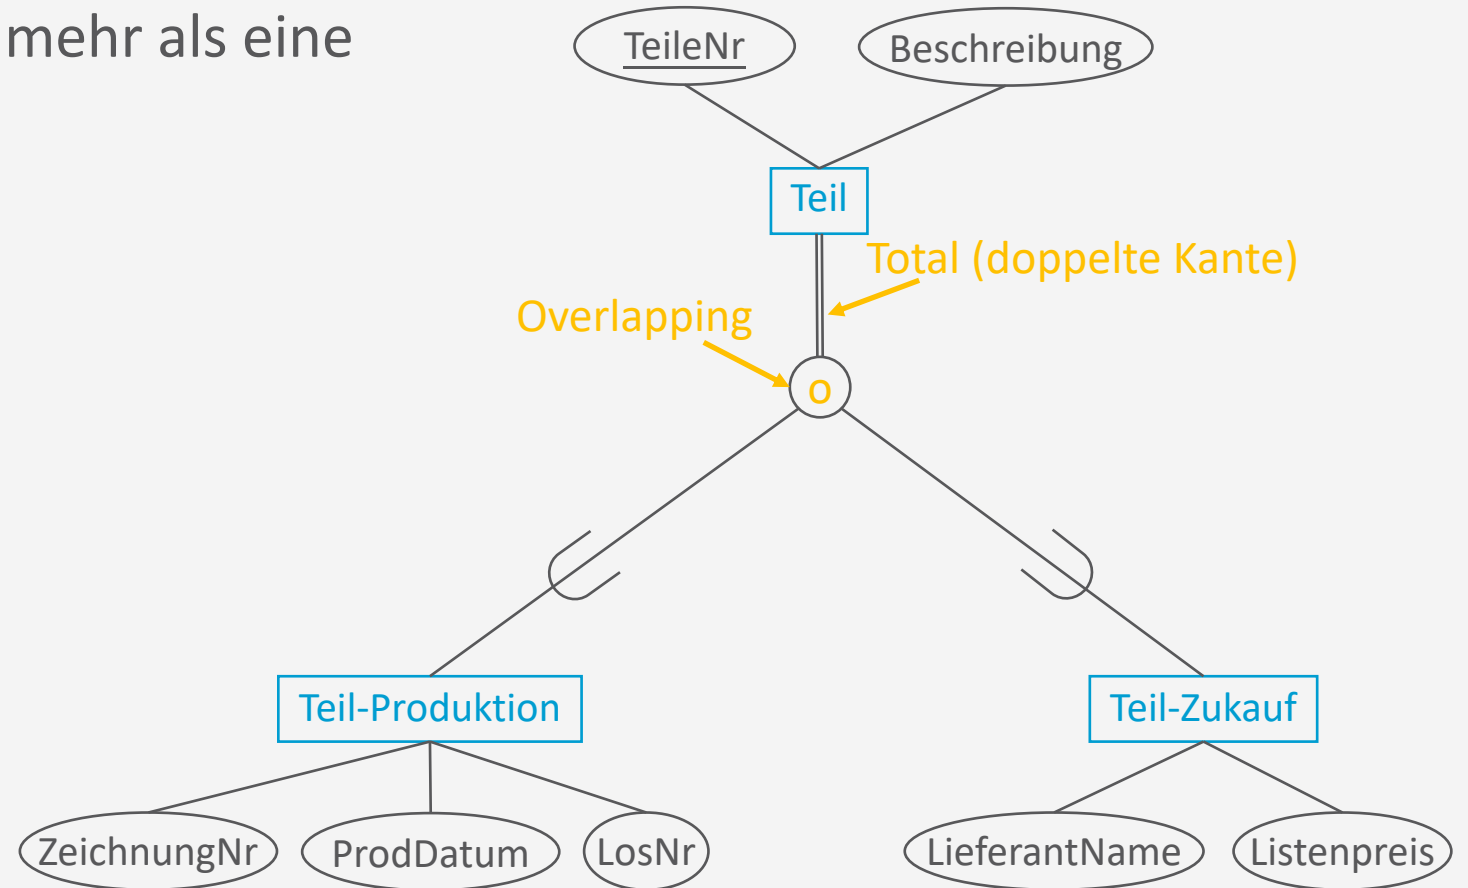 mehr als eine
TeileNr
Beschreibung
Teil
Total (doppelte Kante)
Overlapping
o
Teil-Produktion
Teil-Zukauf
ZeichnungNr
ProdDatum
LosNr
LieferantName
Listenpreis